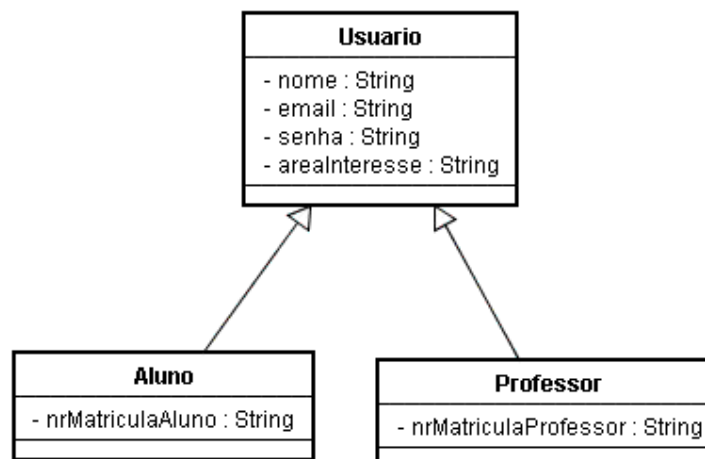 Usuario
- nome : String
- email : String
- senha : String
- areaInteresse : String
Aluno
- nrMatriculaAluno : String
Professor
- nrMatriculaProfessor : String